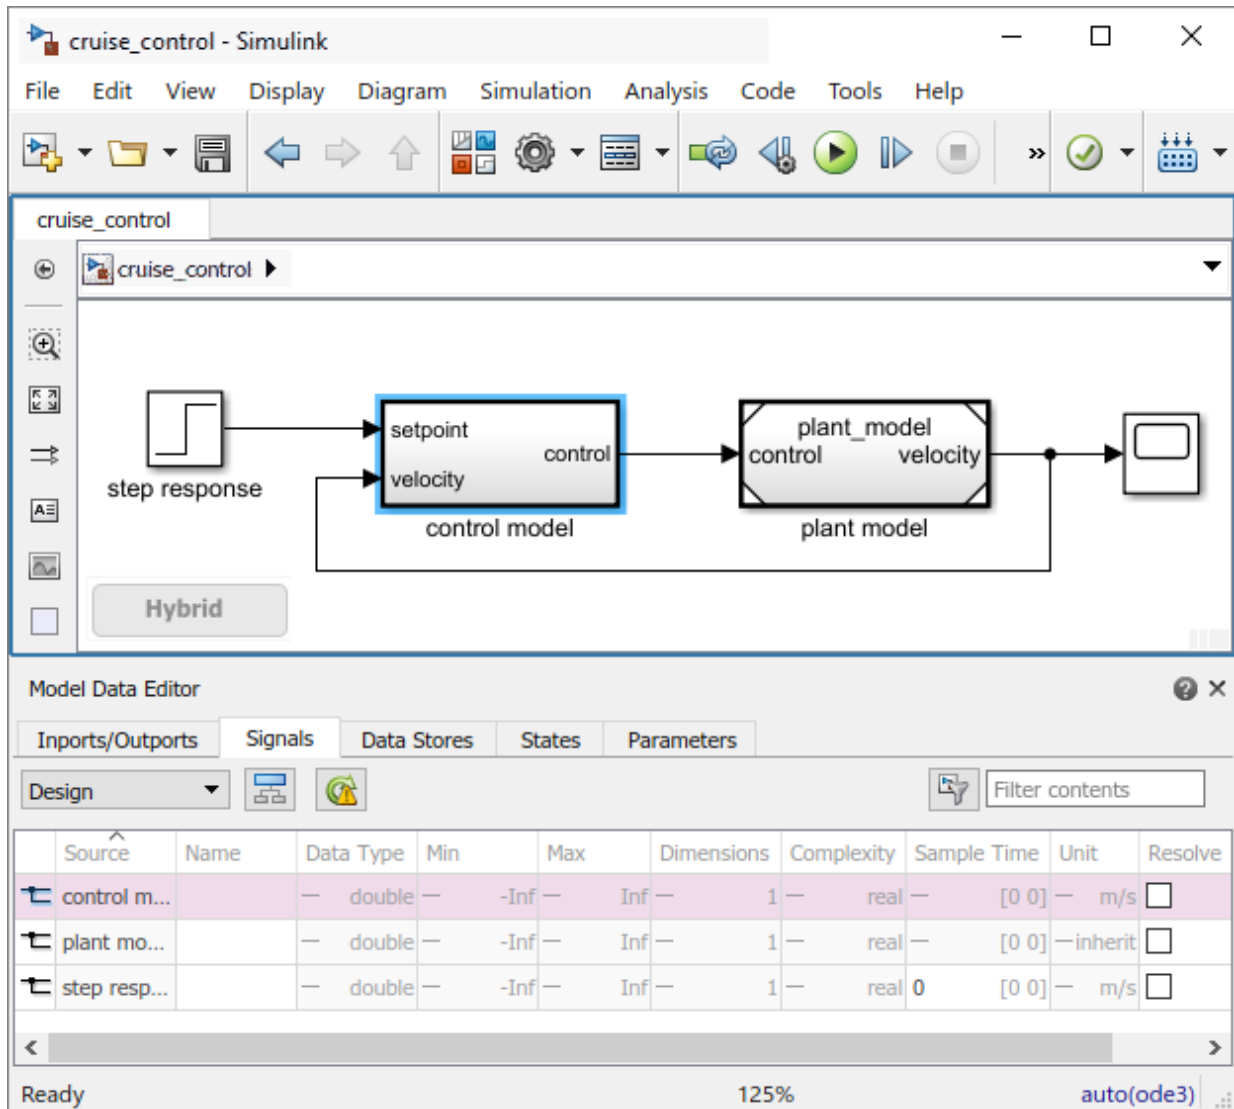 cruise_control - Simulink
File Edit View Display Diagram Simulation Analysis Code Tools Help
cruise_control
cruise_control
setpoint
control
velocity
step response
control model
plant_model
control velocity
plant model
Hybrid
Model Data Editor
Inports/Outports Signals Data Stores States Parameters
Design
Filter contents
Source Name Data Type Min Max Dimensions Complexity Sample Time Unit Resolve
control m... — double — -Inf — Inf — 1 — real — [0 0] — m/s
plant mo... — double — -Inf — Inf — 1 — real — [0 0] — inherit
step resp... — double — -Inf — Inf — 1 — real 0 [0 0] — m/s
Ready 125% auto(ode3)